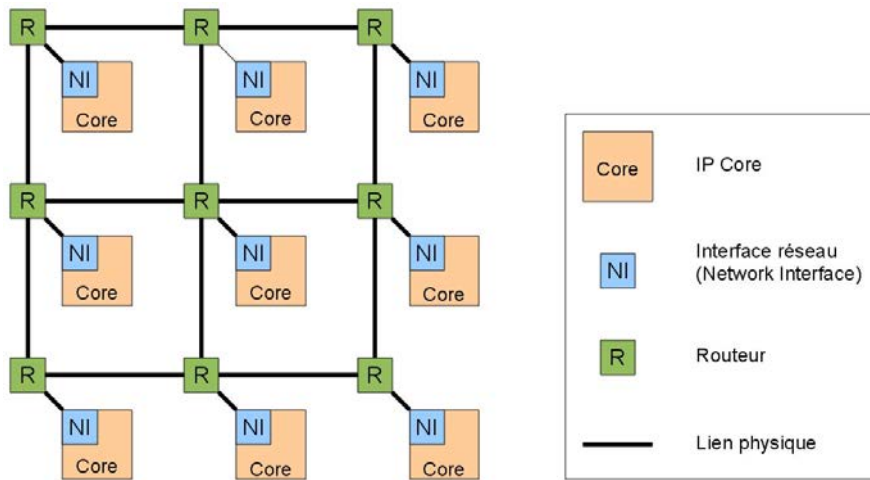 R R R
NI NI NI
Core Core Core
R R R
NI NI NI
Core Core Core
R R R
NI NI NI
Core Core Core
Core IP Core
NI Interface réseau
(Network Interface)
R Routeur
Lien physique